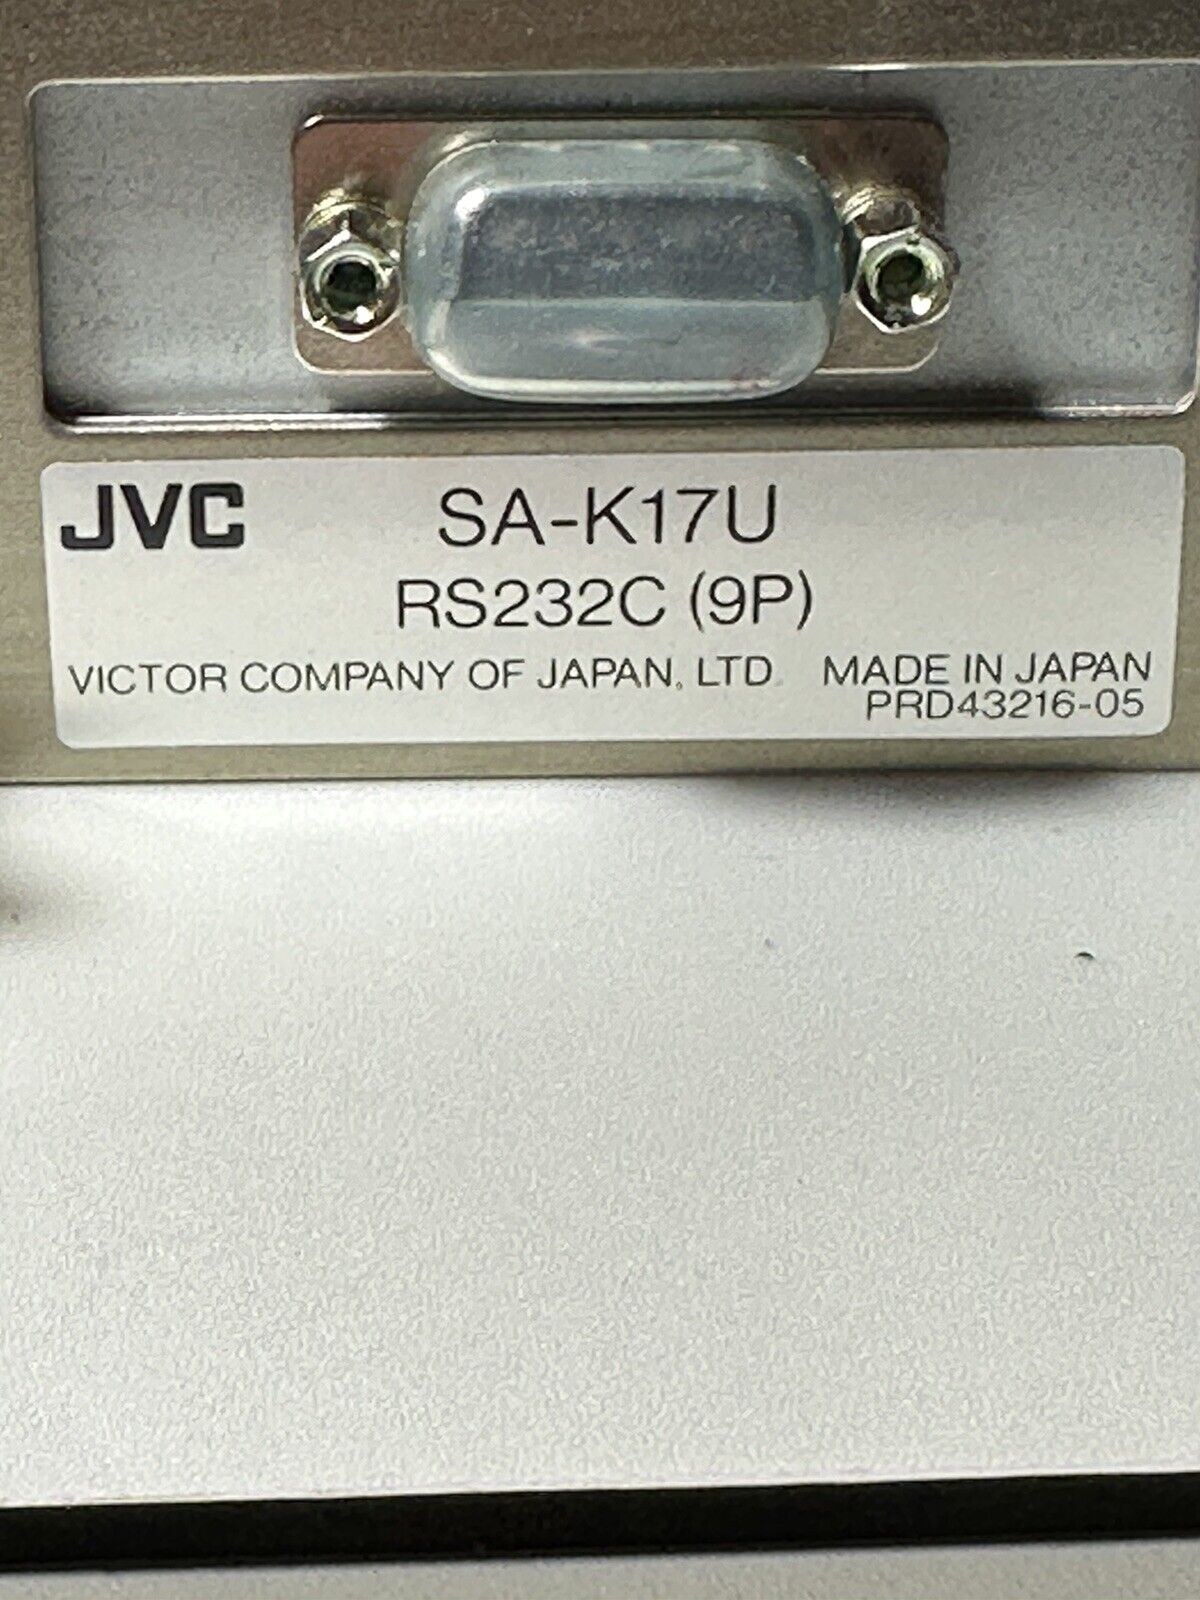 JVC SA-K17U
RS232C (9P)
VICTOR COMPANY OF JAPAN, LTD. MADE IN JAPAN
PRD43216-05